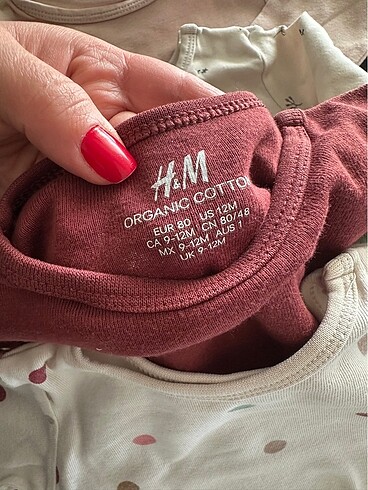 H&M
ORGANIC COTTON
EUR 80 US 12M
CA 9-12M CN 80/48
MX 9-12M AUS 1
UK 9-12M